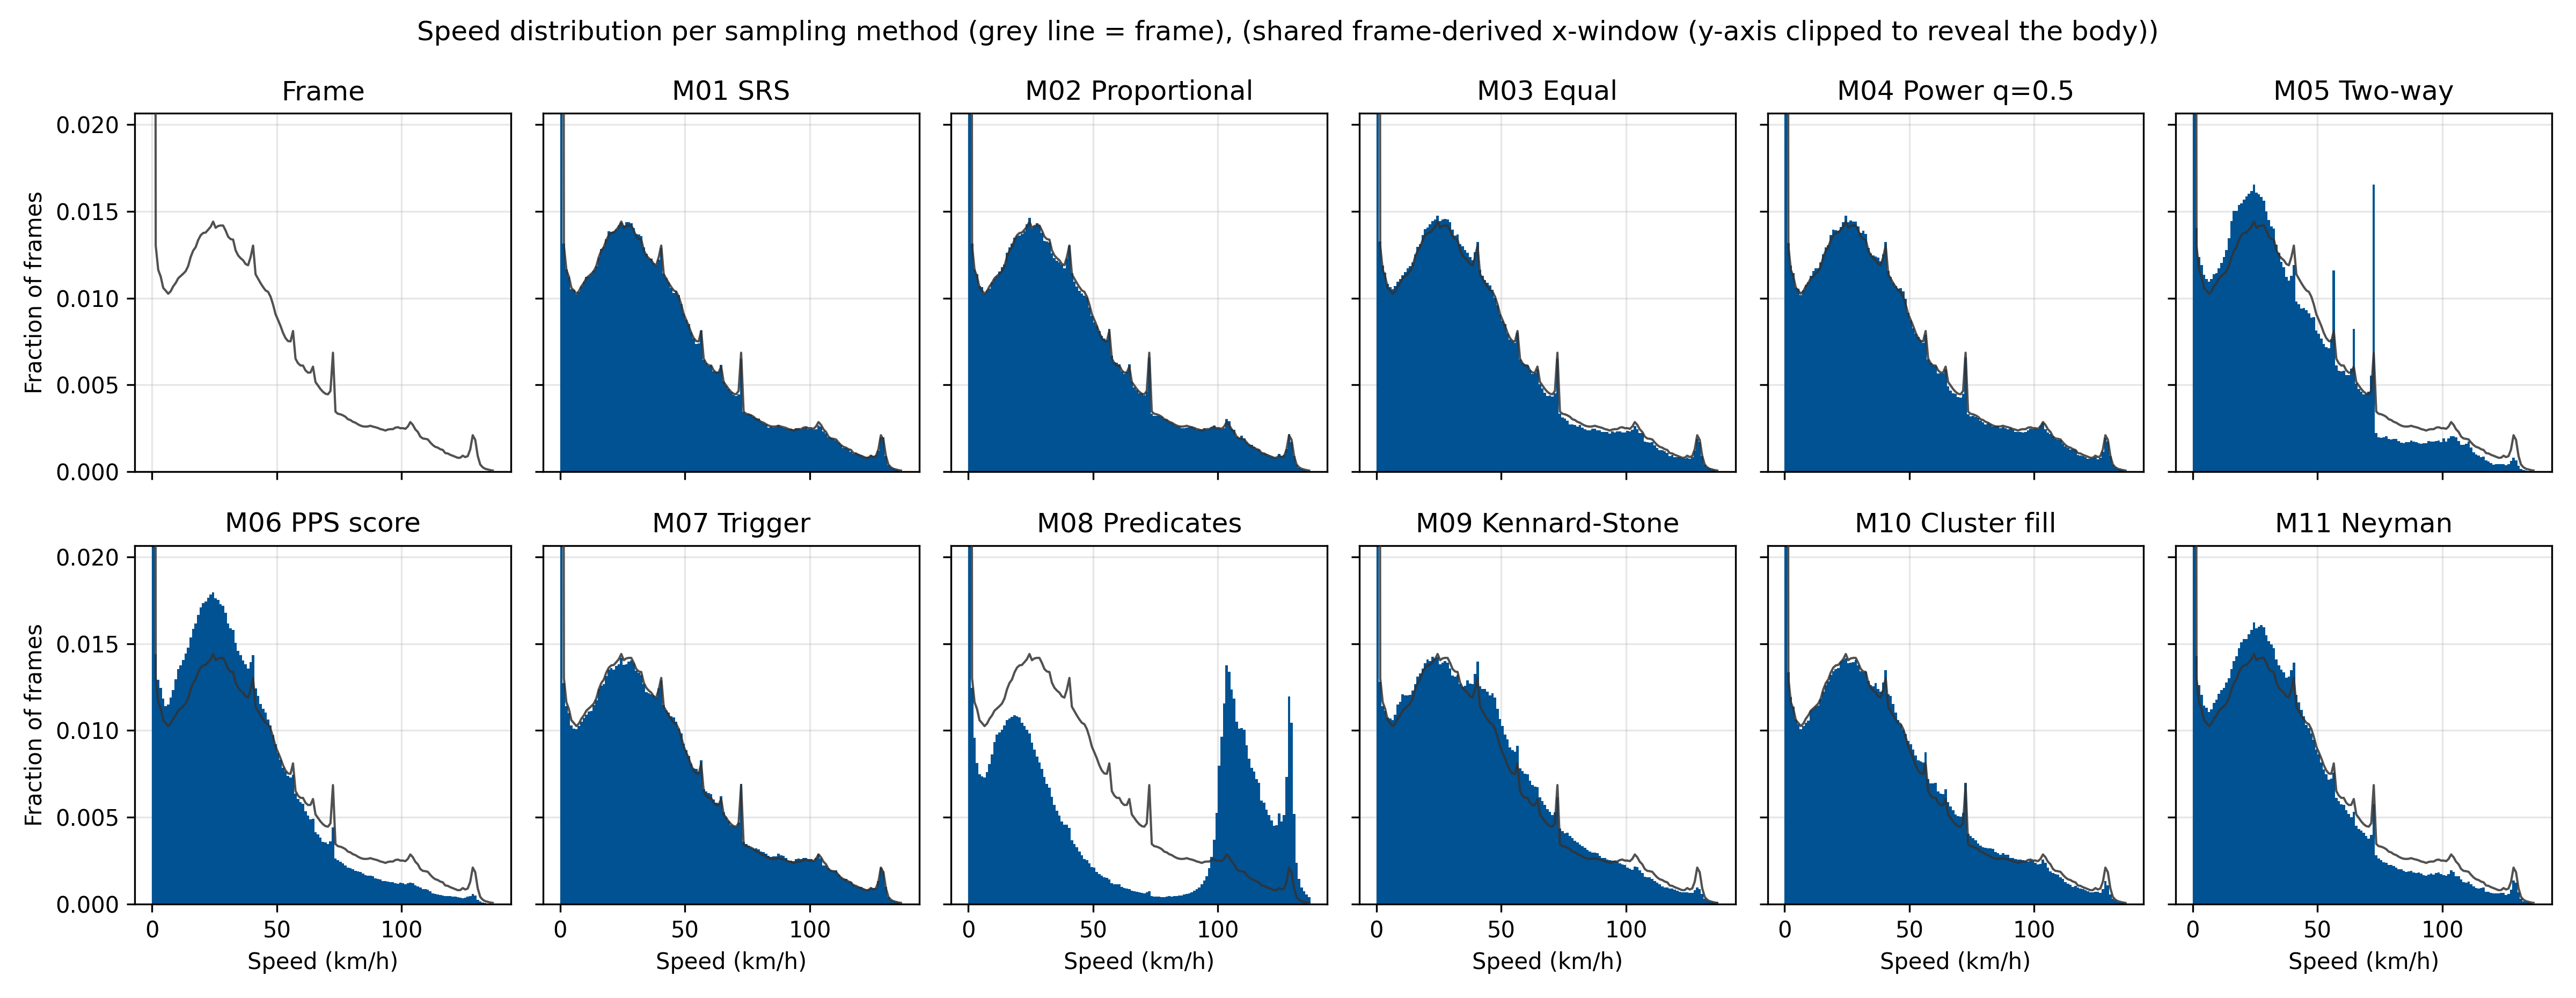 Speed distribution per sampling method (grey line = frame), (shared frame-derived x-window (y-axis clipped to reveal the body))
Frame
M01 SRS
M02 Proportional
M03 Equal
M04 Power q=0.5
M05 Two-way
Fraction of frames
0.020
0.015
0.010
0.005
0.000
M06 PPS score
M07 Trigger
M08 Predicates
M09 Kennard-Stone
M10 Cluster fill
M11 Neyman
Fraction of frames
0.020
0.015
0.010
0.005
0.000
0 50 100
0 50 100
0 50 100
0 50 100
0 50 100
0 50 100
Speed (km/h)
Speed (km/h)
Speed (km/h)
Speed (km/h)
Speed (km/h)
Speed (km/h)